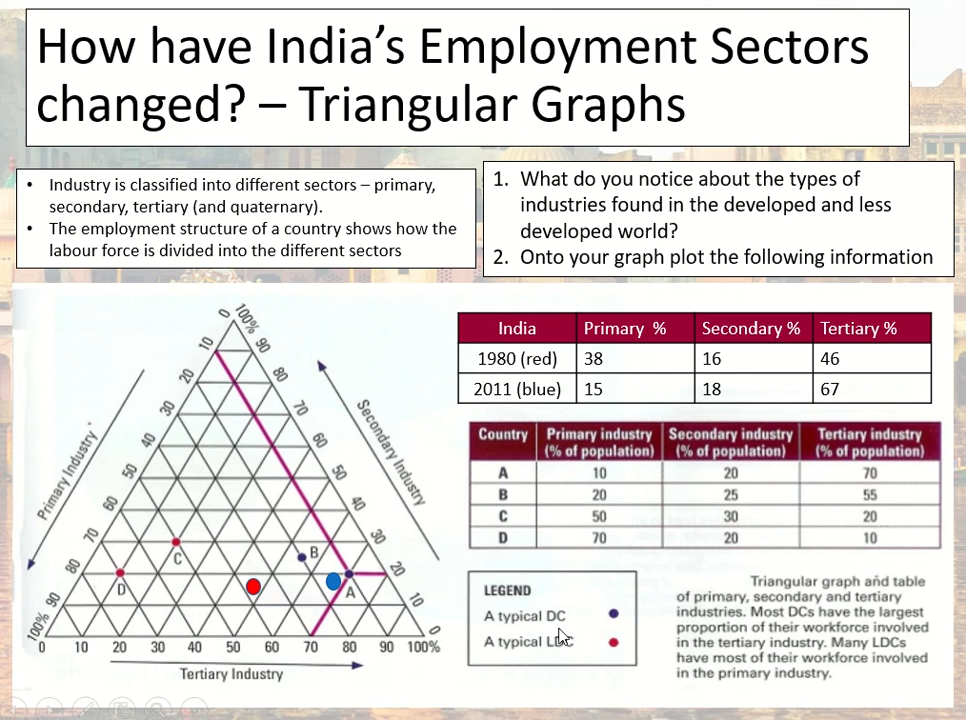 How have India's Employment Sectors
changed? – Triangular Graphs
• Industry is classified into different sectors – primary,
secondary, tertiary (and quaternary).
• The employment structure of a country shows how the
labour force is divided into the different sectors
1. What do you notice about the types of
industries found in the developed and less
developed world?
2. Onto your graph plot the following information
0 100%
10 90
20 80
30 70
40 60
50 50
60 40
70 30
80 20
90 10
100% 0
Primary Industry
Secondary Industry
C
B
D
A
0 10 20 30 40 50 60 70 80 90 100%
Tertiary Industry
India Primary % Secondary % Tertiary %
1980 (red) 38 16 46
2011 (blue) 15 18 67
Country Primary industry (% of population) Secondary industry (% of population) Tertiary industry (% of population)
A 10 20 70
B 20 25 55
C 50 30 20
D 70 20 10
LEGEND
A typical DC
A typical LDC
Triangular graph and table
of primary, secondary and tertiary
industries. Most DCs have the largest
proportion of their workforce involved
in the tertiary industry. Many LDCs
have most of their workforce involved
in the primary industry.